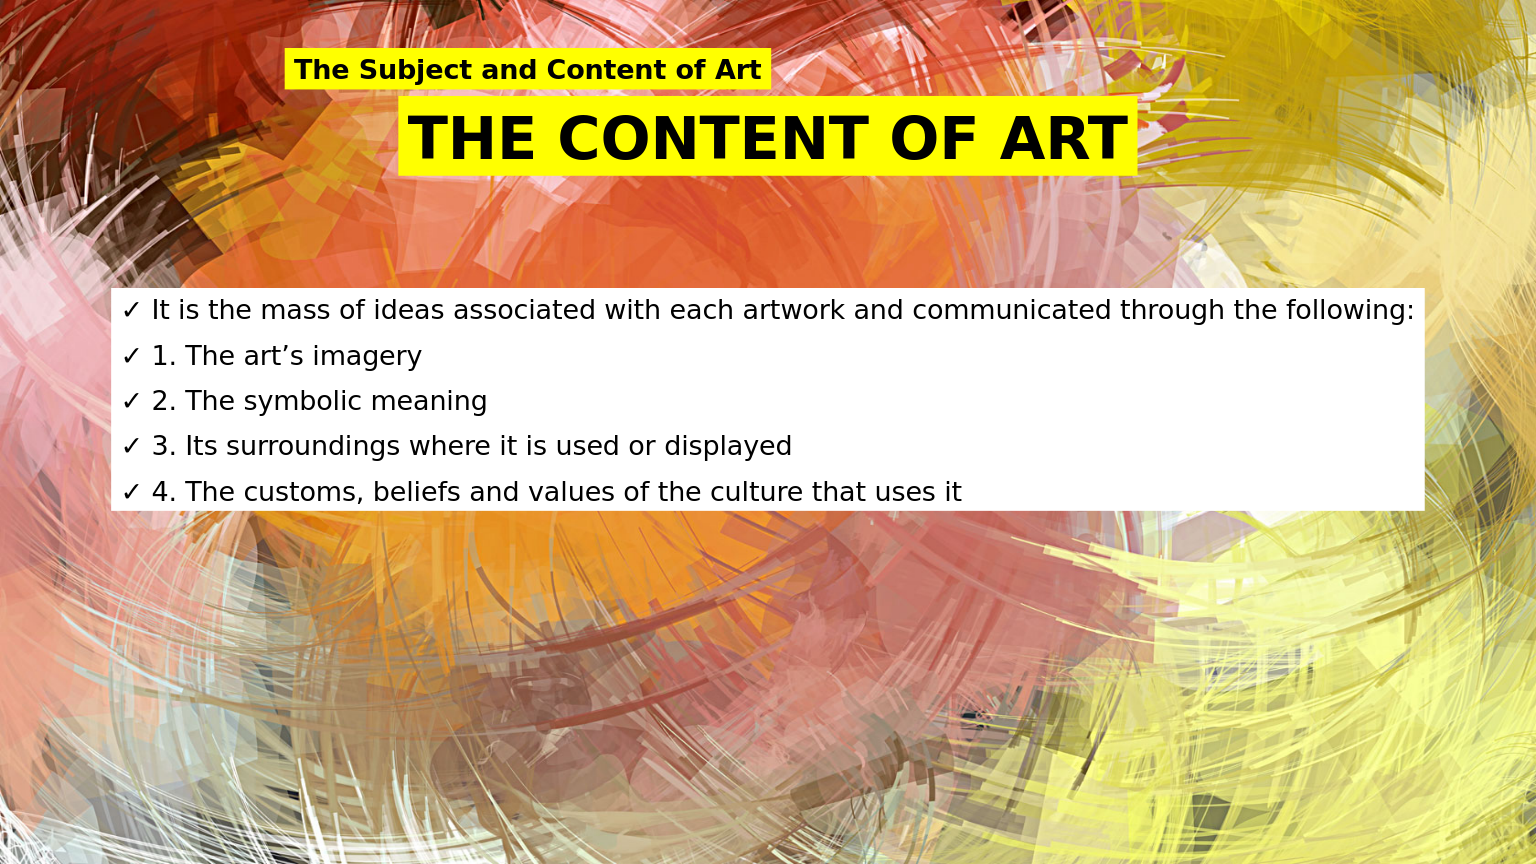 The Subject and Content of Art
THE CONTENT OF ART
✓ It is the mass of ideas associated with each artwork and communicated through the following:
✓ 1. The art’s imagery
✓ 2. The symbolic meaning
✓ 3. Its surroundings where it is used or displayed
✓ 4. The customs, beliefs and values of the culture that uses it